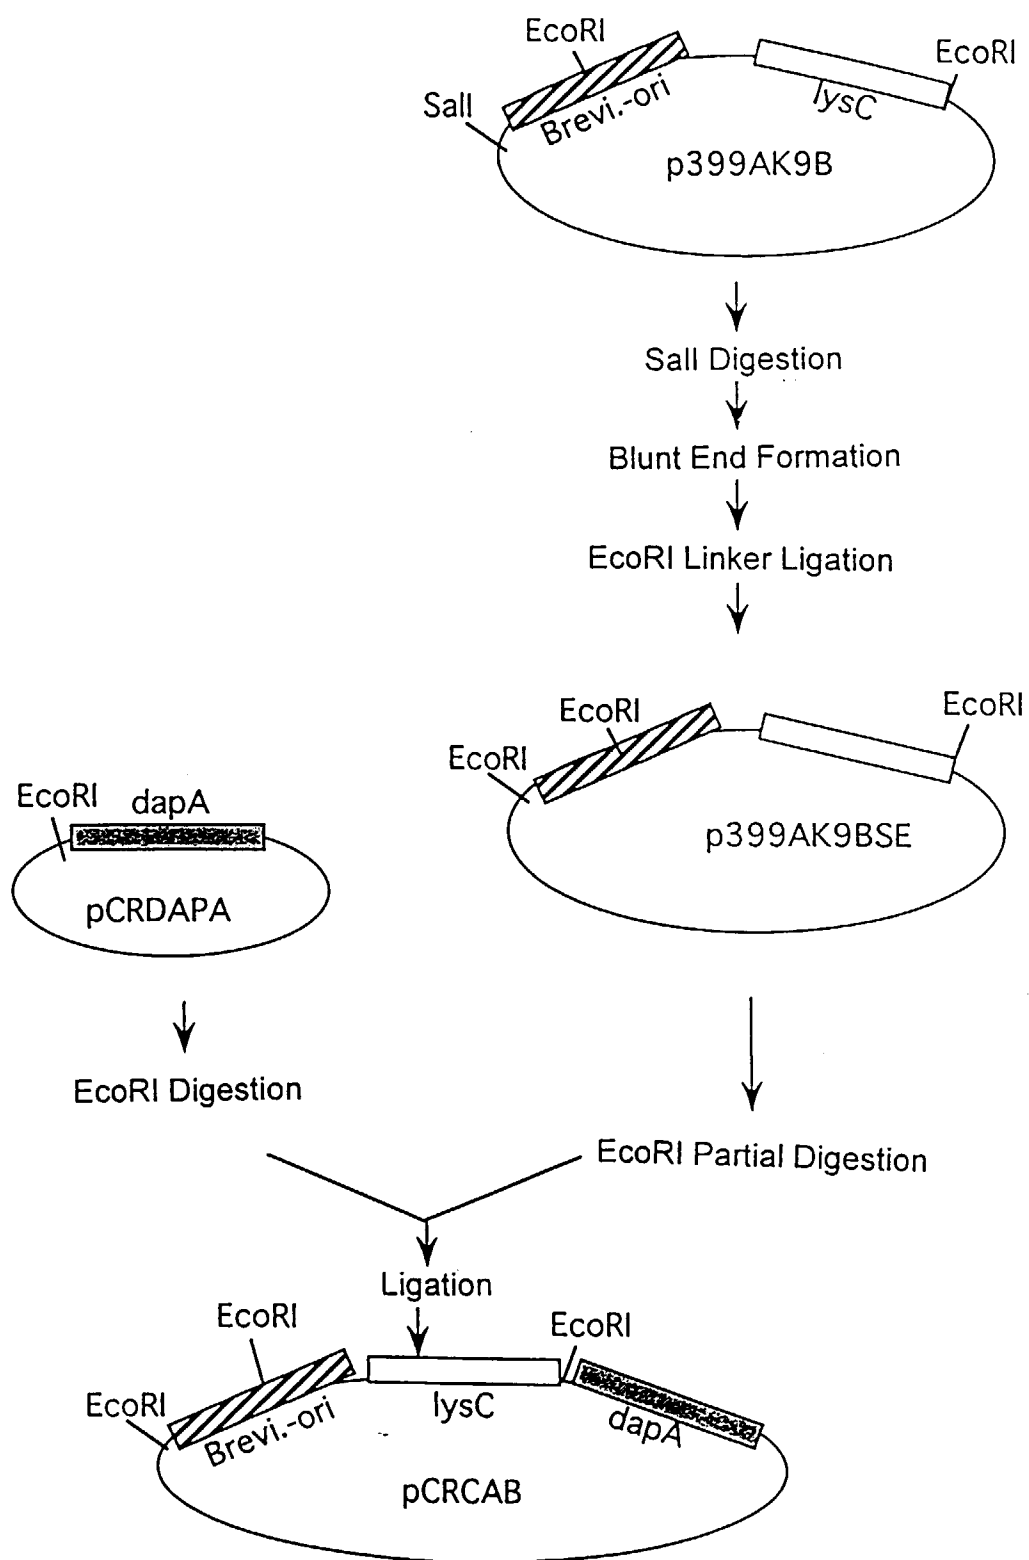 EcoRI
EcoRI
SalI
Brevi.-ori
lysC
p399AK9B
SalI Digestion
Blunt End Formation
EcoRI Linker Ligation
EcoRI
EcoRI
EcoRI
p399AK9BSE
EcoRI
dapA
pCRDAPA
EcoRI Digestion
EcoRI Partial Digestion
Ligation
EcoRI
EcoRI
EcoRI
Brevi.-ori
lysC
dapA
pCRCAB